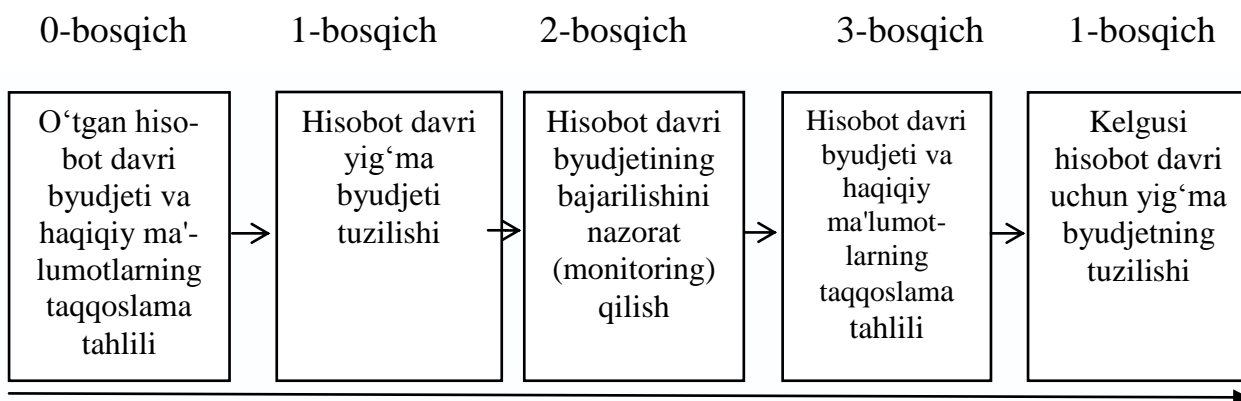 0-bosqich
1-bosqich
2-bosqich
3-bosqich
1-bosqich
O‘tgan hiso-
bot davri
byudjeti va
haqiqiy ma'-
lumotlarning
taqqoslama
tahlili
Hisobot davri
yig‘ma
byudjeti
tuzilishi
Hisobot davri
byudjetining
bajarilishini
nazorat
(monitoring)
qilish
Hisobot davri
byudjeti va
haqiqiy
ma'lumot-
larning
taqqoslama
tahlili
Kelgusi
hisobot davri
uchun yig‘ma
byudjetning
tuzilishi